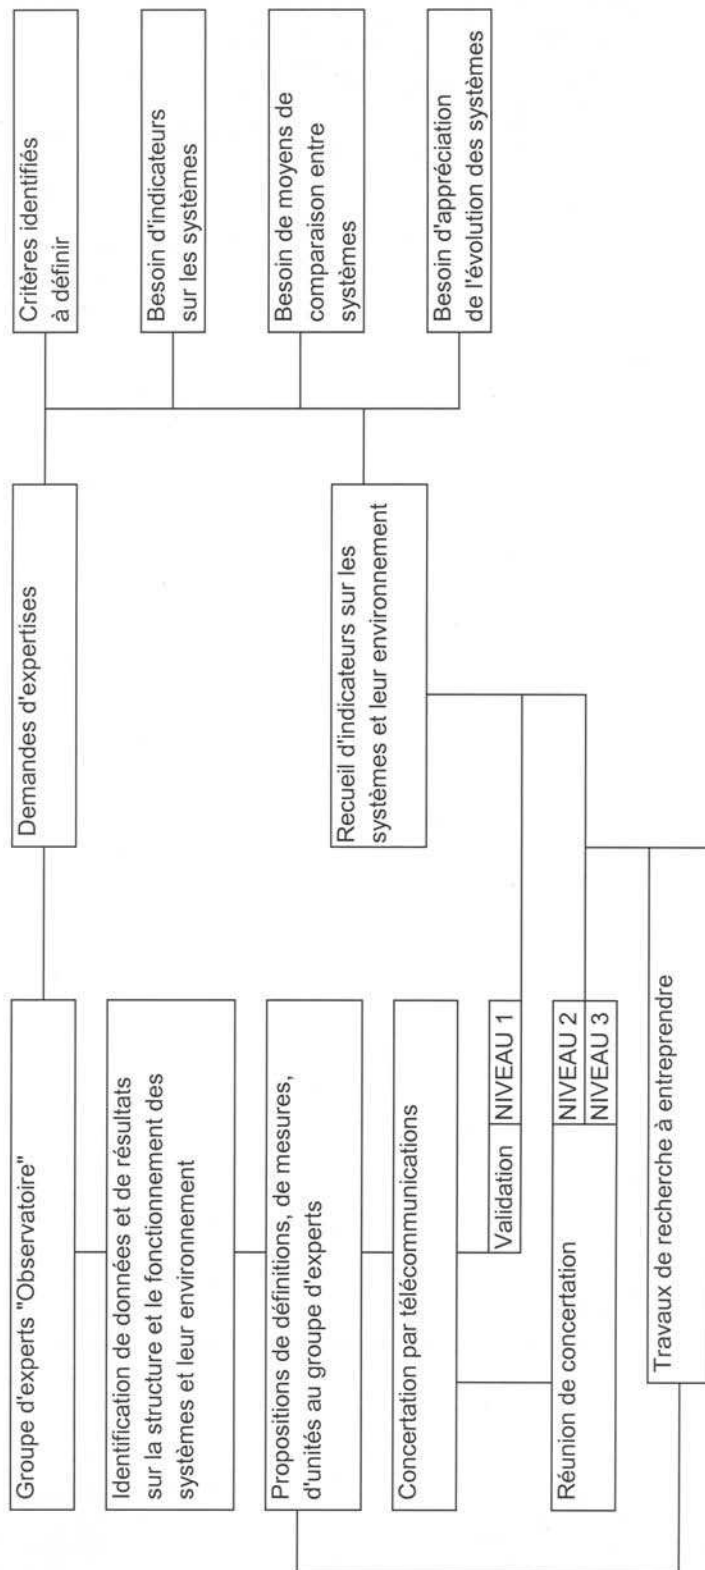 Groupe d'experts "Observatoire"
Identification de données et de résultats
sur la structure et le fonctionnement des
systèmes et leur environnement
Propositions de définitions, de mesures,
d'unités au groupe d'experts
Concertation par télécommunications
Validation
NIVEAU 1
Réunion de concertation
NIVEAU 2
NIVEAU 3
Travaux de recherche à entreprendre
Demandes d'expertises
Recueil d'indicateurs sur les
systèmes et leur environnement
Critères identifiés
à définir
Besoin d'indicateurs
sur les systèmes
Besoin de moyens de
comparaison entre
systèmes
Besoin d'appréciation
de l'évolution des systèmes